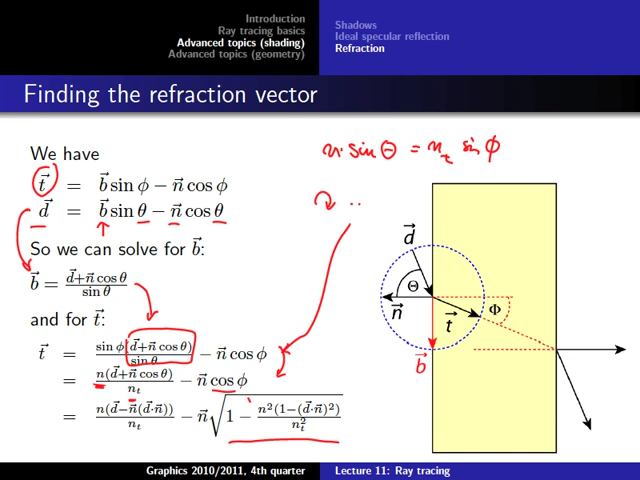 Introduction
Ray tracing basics
Advanced topics (shading)
Advanced topics (geometry)
Shadows
Ideal specular reflection
Refraction
Finding the refraction vector
n·sin Θ = n_t sin ϕ
We have
t⃗ = b⃗ sin ϕ − n⃗ cos ϕ
d⃗ = b⃗ sin θ − n⃗ cos θ
So we can solve for b⃗:
b⃗ = (d⃗+n⃗ cos θ)/(sin θ)
and for t⃗:
t⃗ = (sin ϕ(d⃗+n⃗ cos θ))/(sin θ) − n⃗ cos ϕ
= (n(d⃗+n⃗ cos θ))/(n_t) − n⃗ cos ϕ
= (n(d⃗−n⃗(d⃗·n⃗)))/(n_t) − n⃗√(1 − (n²(1−(d⃗·n⃗)²))/(n_t²))
d⃗
Θ
n⃗
t⃗
Φ
b⃗
Graphics 2010/2011, 4th quarter
Lecture 11: Ray tracing